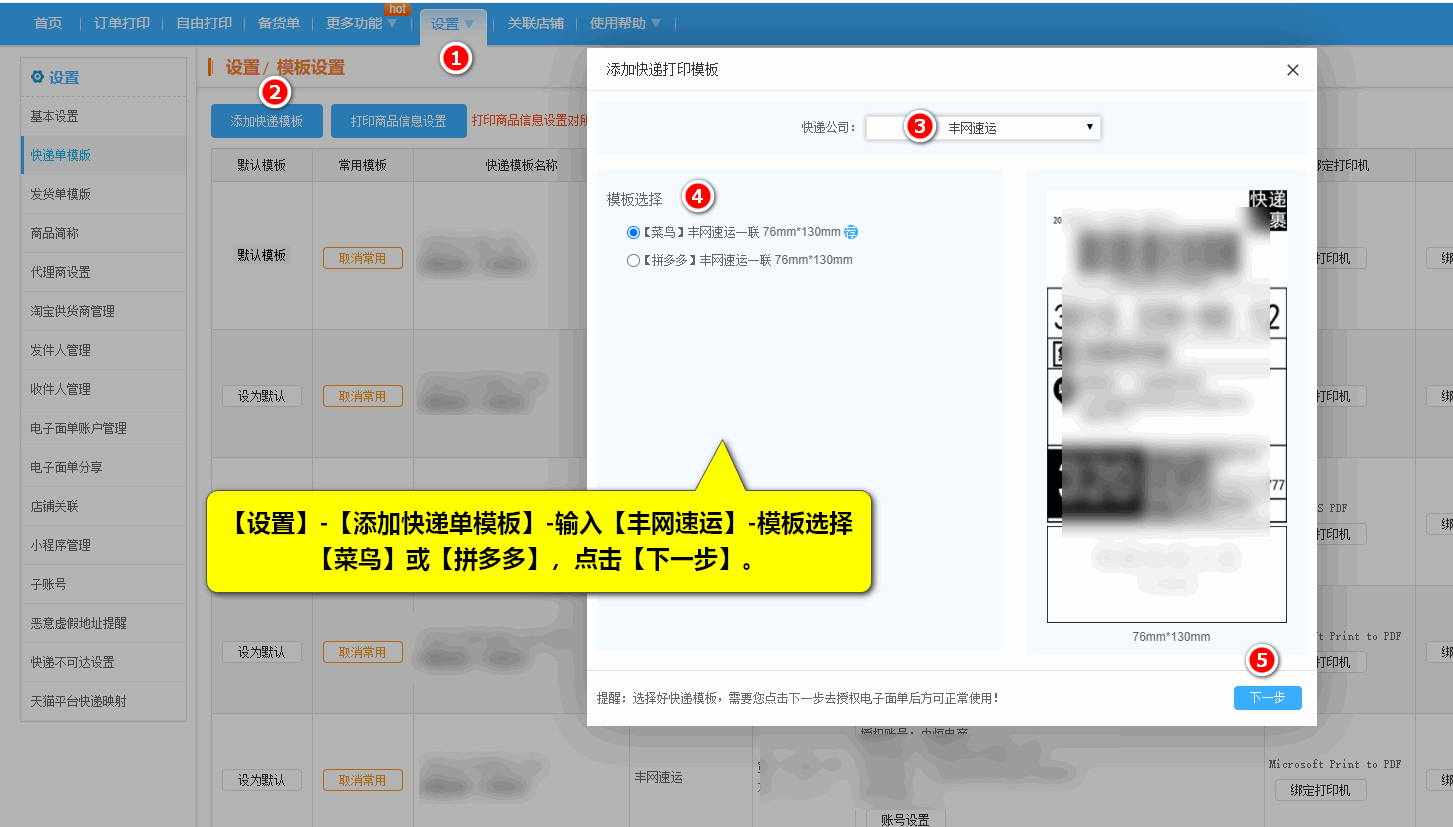 首页
订单打印
自由打印
备货单
更多功能
hot
设置
关联店铺
使用帮助
1
设置
设置 / 模板设置
2
添加快递模板
打印商品信息设置
打印商品信息设置对
基本设置
快递单模版
发货单模版
商品简称
代理商设置
淘宝供货商管理
发件人管理
收件人管理
电子面单账户管理
电子面单分享
店铺关联
小程序管理
子账号
恶意虚假地址提醒
快递不可达设置
天猫平台快递映射
默认模板
常用模板
快递模板名称
绑定打印机
默认模板
取消常用
打印机
绑
设为默认
取消常用
打印机
绑
S PDF
打印机
绑
设为默认
取消常用
t Print to PDF
打印机
绑
设为默认
取消常用
丰网速运
账号设置
Microsoft Print to PDF
绑定打印机
绑
添加快递打印模板
快递公司：
3
丰网速运
模板选择
4
【菜鸟】丰网速运一联 76mm*130mm 荐
【拼多多】丰网速运一联 76mm*130mm
快递
裹
20
777
76mm*130mm
5
提醒：选择好快递模板，需要您点击下一步去授权电子面单后方可正常使用！
下一步
【设置】-【添加快递单模板】-输入【丰网速运】-模板选择
【菜鸟】或【拼多多】，点击【下一步】。